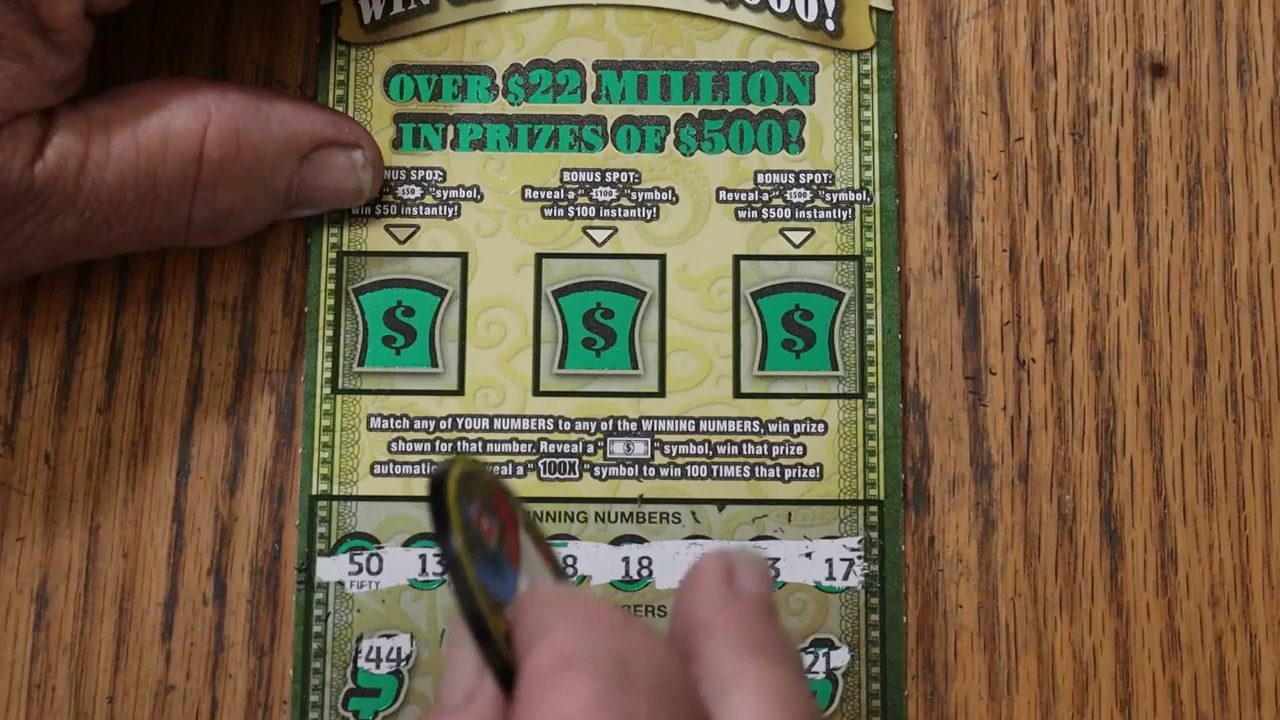 WIN
OVER $22 MILLION
IN PRIZES OF $500!
BONUS SPOT: BONUS SPOT:
" $50 "symbol, Reveal a " $100 "symbol, Reveal a " $500 "symbol,
win $50 instantly! win $100 instantly! win $500 instantly!
$ $ $
Match any of YOUR NUMBERS to any of the WINNING NUMBERS, win prize
shown for that number. Reveal a " $ " symbol, win that prize
a " 100X " symbol to win 100 TIMES that prize!
NUMBERS
50 13 18 17
FIFTY
44 21